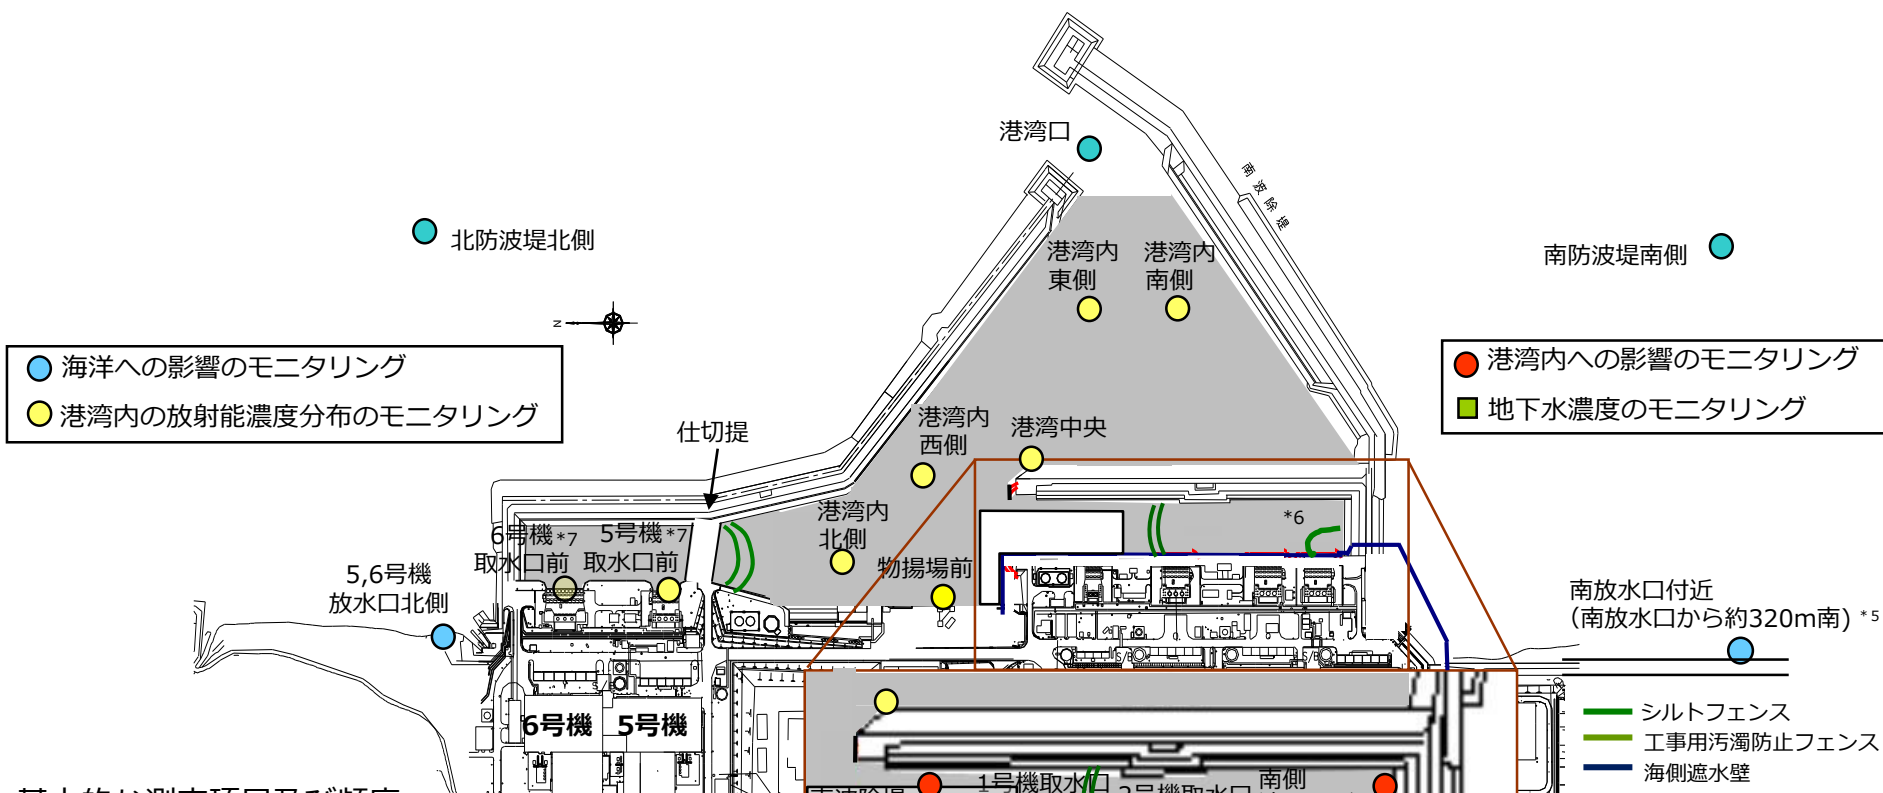 港湾口
南波除堤
北防波堤北側
港湾内
東側
港湾内
南側
南防波堤南側
N
海洋への影響のモニタリング
港湾内の放射能濃度分布のモニタリング
港湾内への影響のモニタリング
地下水濃度のモニタリング
仕切提
港湾内
西側
港湾中央
港湾内
北側
*6
6号機*7
取水口前
5号機*7
取水口前
物揚場前
5,6号機
放水口北側
南放水口付近
(南放水口から約320m南) *5
S/B
S/B
S/B
6号機
5号機
シルトフェンス
工事用汚濁防止フェンス
海側遮水壁
1号機取水口
2号機取水口
南側